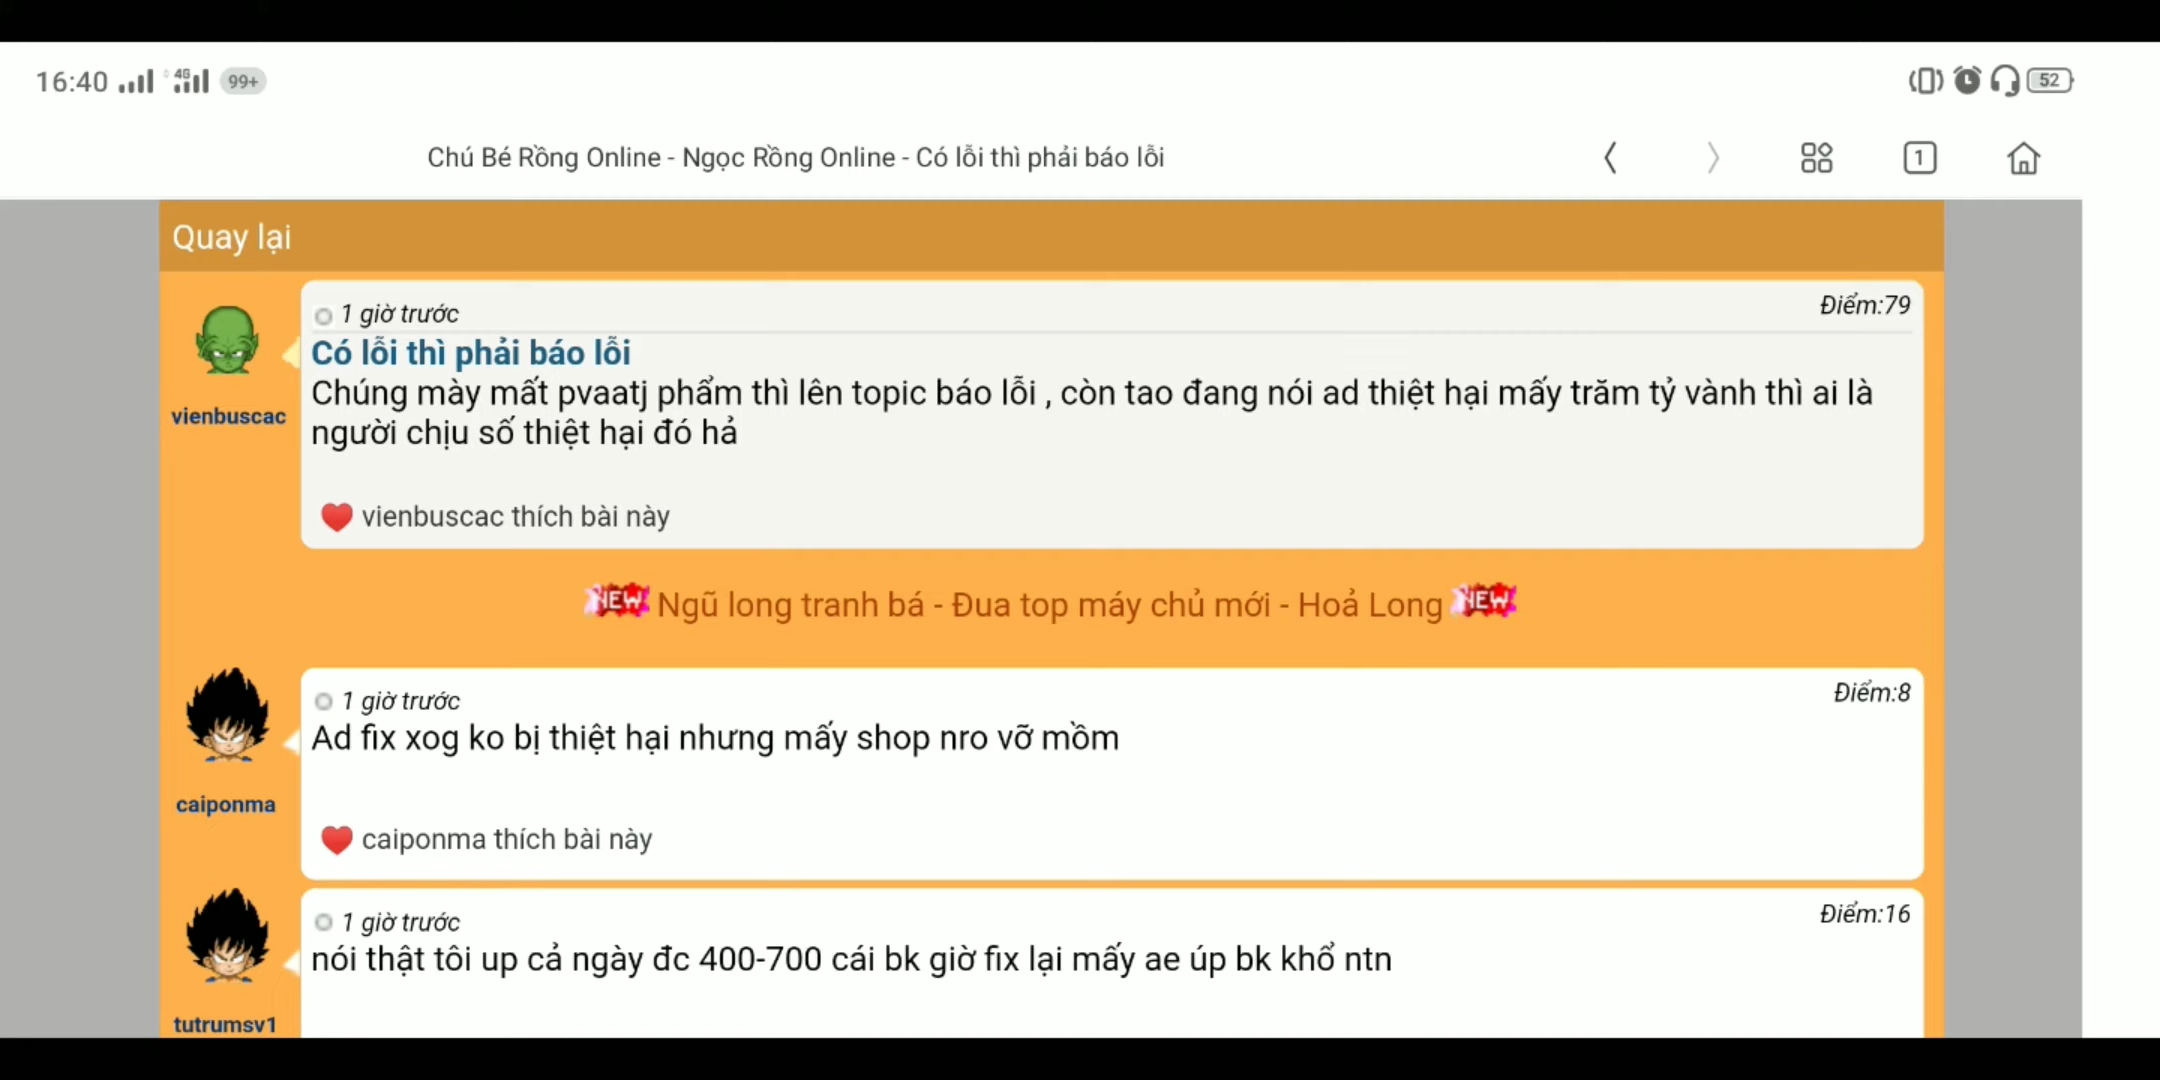 16:40 4G 99+ 52
Chú Bé Rồng Online - Ngọc Rồng Online - Có lỗi thì phải báo lỗi 1
Quay lại
1 giờ trước Điểm:79
Có lỗi thì phải báo lỗi
Chúng mày mất pvaatj phẩm thì lên topic báo lỗi , còn tao đang nói ad thiệt hại mấy trăm tỷ vành thì ai là
người chịu số thiệt hại đó hả
vienbuscac
vienbuscac thích bài này
NEW Ngũ long tranh bá - Đua top máy chủ mới - Hoả Long NEW
1 giờ trước Điểm:8
Ad fix xog ko bị thiệt hại nhưng mấy shop nro vỡ mồm
caiponma
caiponma thích bài này
1 giờ trước Điểm:16
nói thật tôi up cả ngày đc 400-700 cái bk giờ fix lại mấy ae úp bk khổ ntn
tutrumsv1